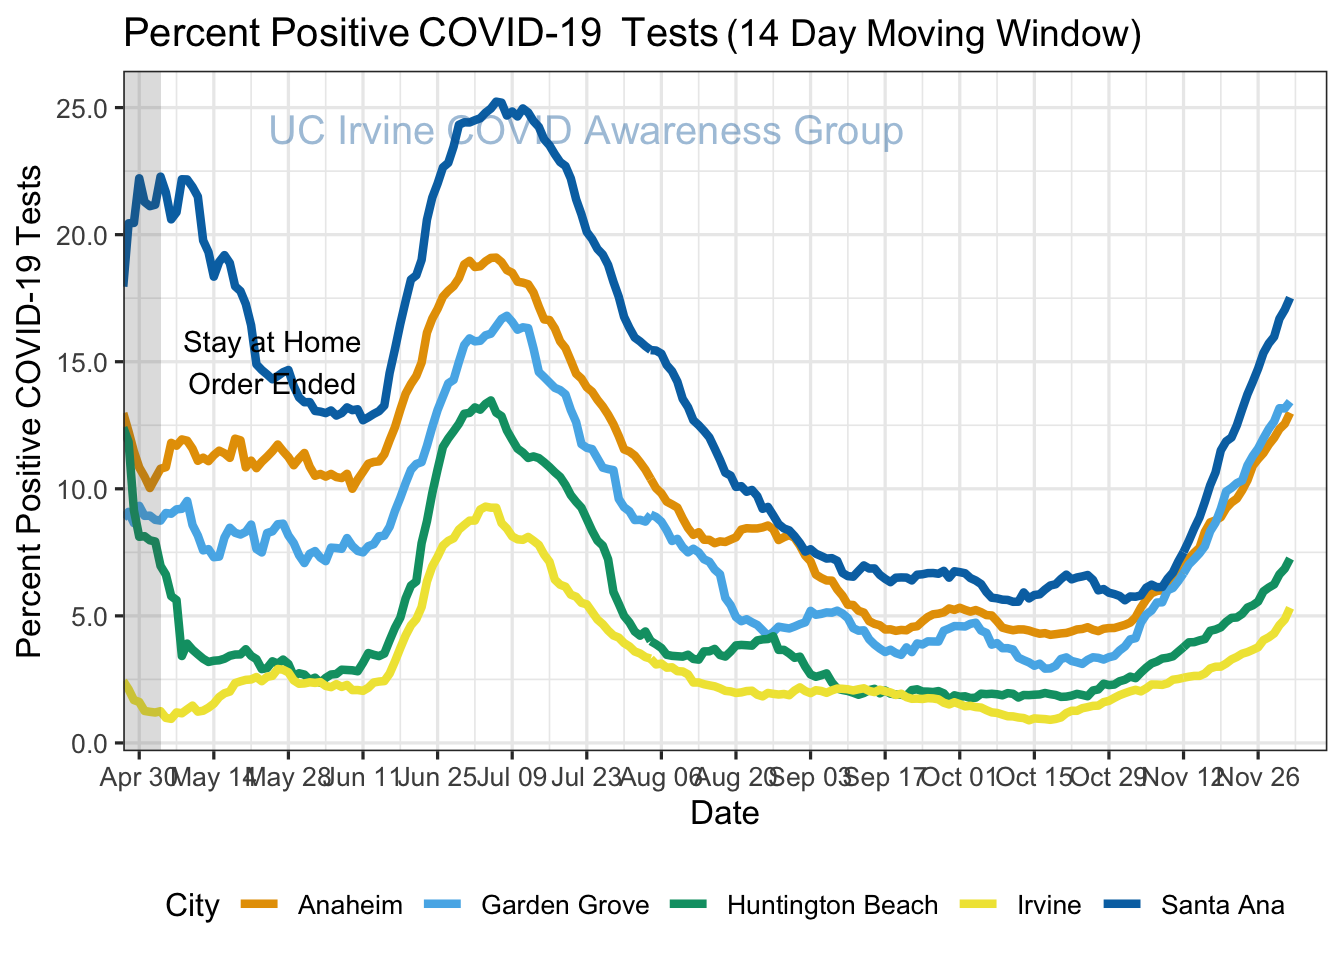 Percent Positive COVID-19  Tests (14 Day Moving Window)
UC Irvine COVID Awareness Group
Percent Positive COVID-19 Tests
25.0
20.0
15.0
10.0
5.0
0.0
Stay at Home
Order Ended
Apr 30 May 14 May 28 Jun 11 Jun 25 Jul 09 Jul 23 Aug 06 Aug 20 Sep 03 Sep 17 Oct 01 Oct 15 Oct 29 Nov 12 Nov 26
Date
City Anaheim Garden Grove Huntington Beach Irvine Santa Ana